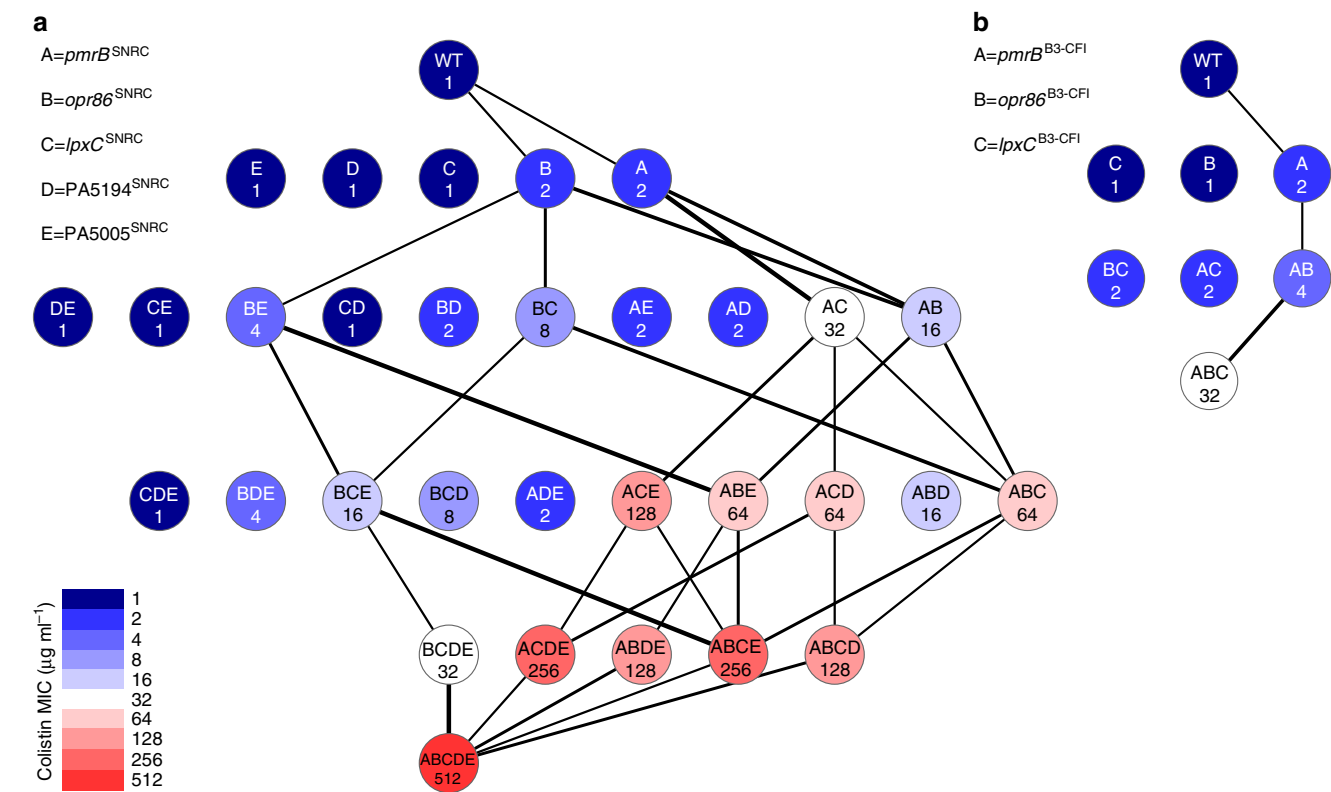 a
b
A=pmrB^SNRC
B=opr86^SNRC
C=lpxC^SNRC
D=PA5194^SNRC
E=PA5005^SNRC
WT
1
E
1
D
1
C
1
B
2
A
2
DE
1
CE
1
BE
4
CD
1
BD
2
BC
8
AE
2
AD
2
AC
32
AB
16
CDE
1
BDE
4
BCE
16
BCD
8
ADE
2
ACE
128
ABE
64
ACD
64
ABD
16
ABC
64
BCDE
32
ACDE
256
ABDE
128
ABCE
256
ABCD
128
ABCDE
512
Colistin MIC (µg ml⁻¹)
1
2
4
8
16
32
64
128
256
512
A=pmrB^B3-CFI
B=opr86^B3-CFI
C=lpxC^B3-CFI
WT
1
C
1
B
1
A
2
BC
2
AC
2
AB
4
ABC
32